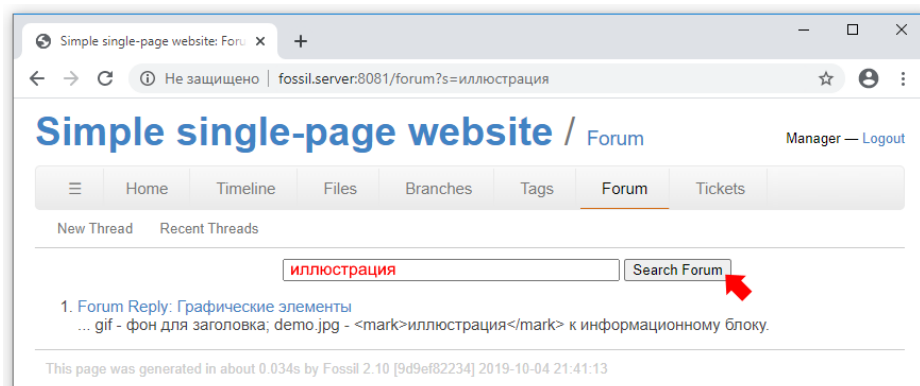 Simple single-page website: Foru
Не защищено | fossil.server:8081/forum?s=иллюстрация
Simple single-page website / Forum
Manager — Logout
Home Timeline Files Branches Tags Forum Tickets
New Thread Recent Threads
иллюстрация Search Forum
1. Forum Reply: Графические элементы
... gif - фон для заголовка; demo.jpg - <mark>иллюстрация</mark> к информационному блоку.
This page was generated in about 0.034s by Fossil 2.10 [9d9ef82234] 2019-10-04 21:41:13